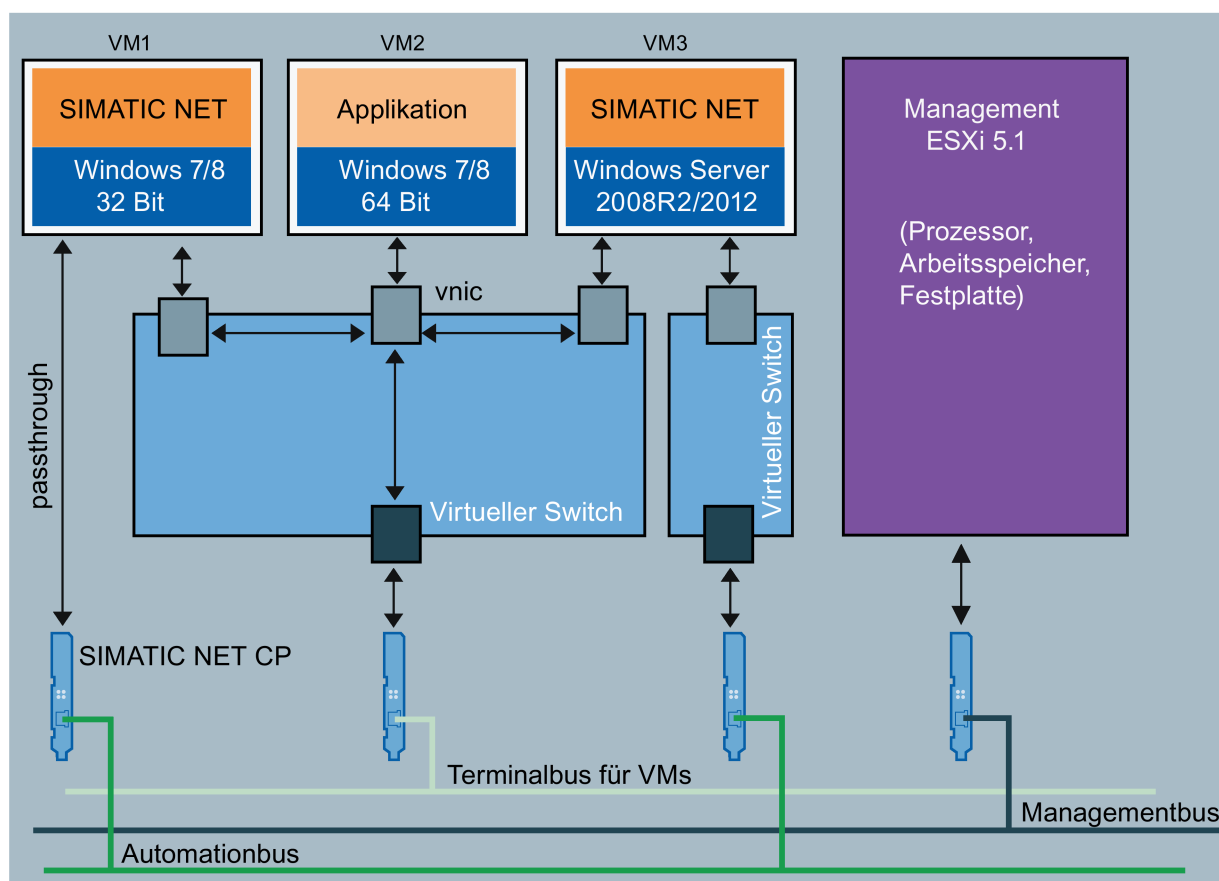 VM1
VM2
VM3
SIMATIC NET
Windows 7/8
32 Bit
Applikation
Windows 7/8
64 Bit
SIMATIC NET
Windows Server
2008R2/2012
Management
ESXi 5.1
(Prozessor,
Arbeitsspeicher,
Festplatte)
vnic
passthrough
Virtueller Switch
Virtueller Switch
SIMATIC NET CP
Terminalbus für VMs
Managementbus
Automationbus